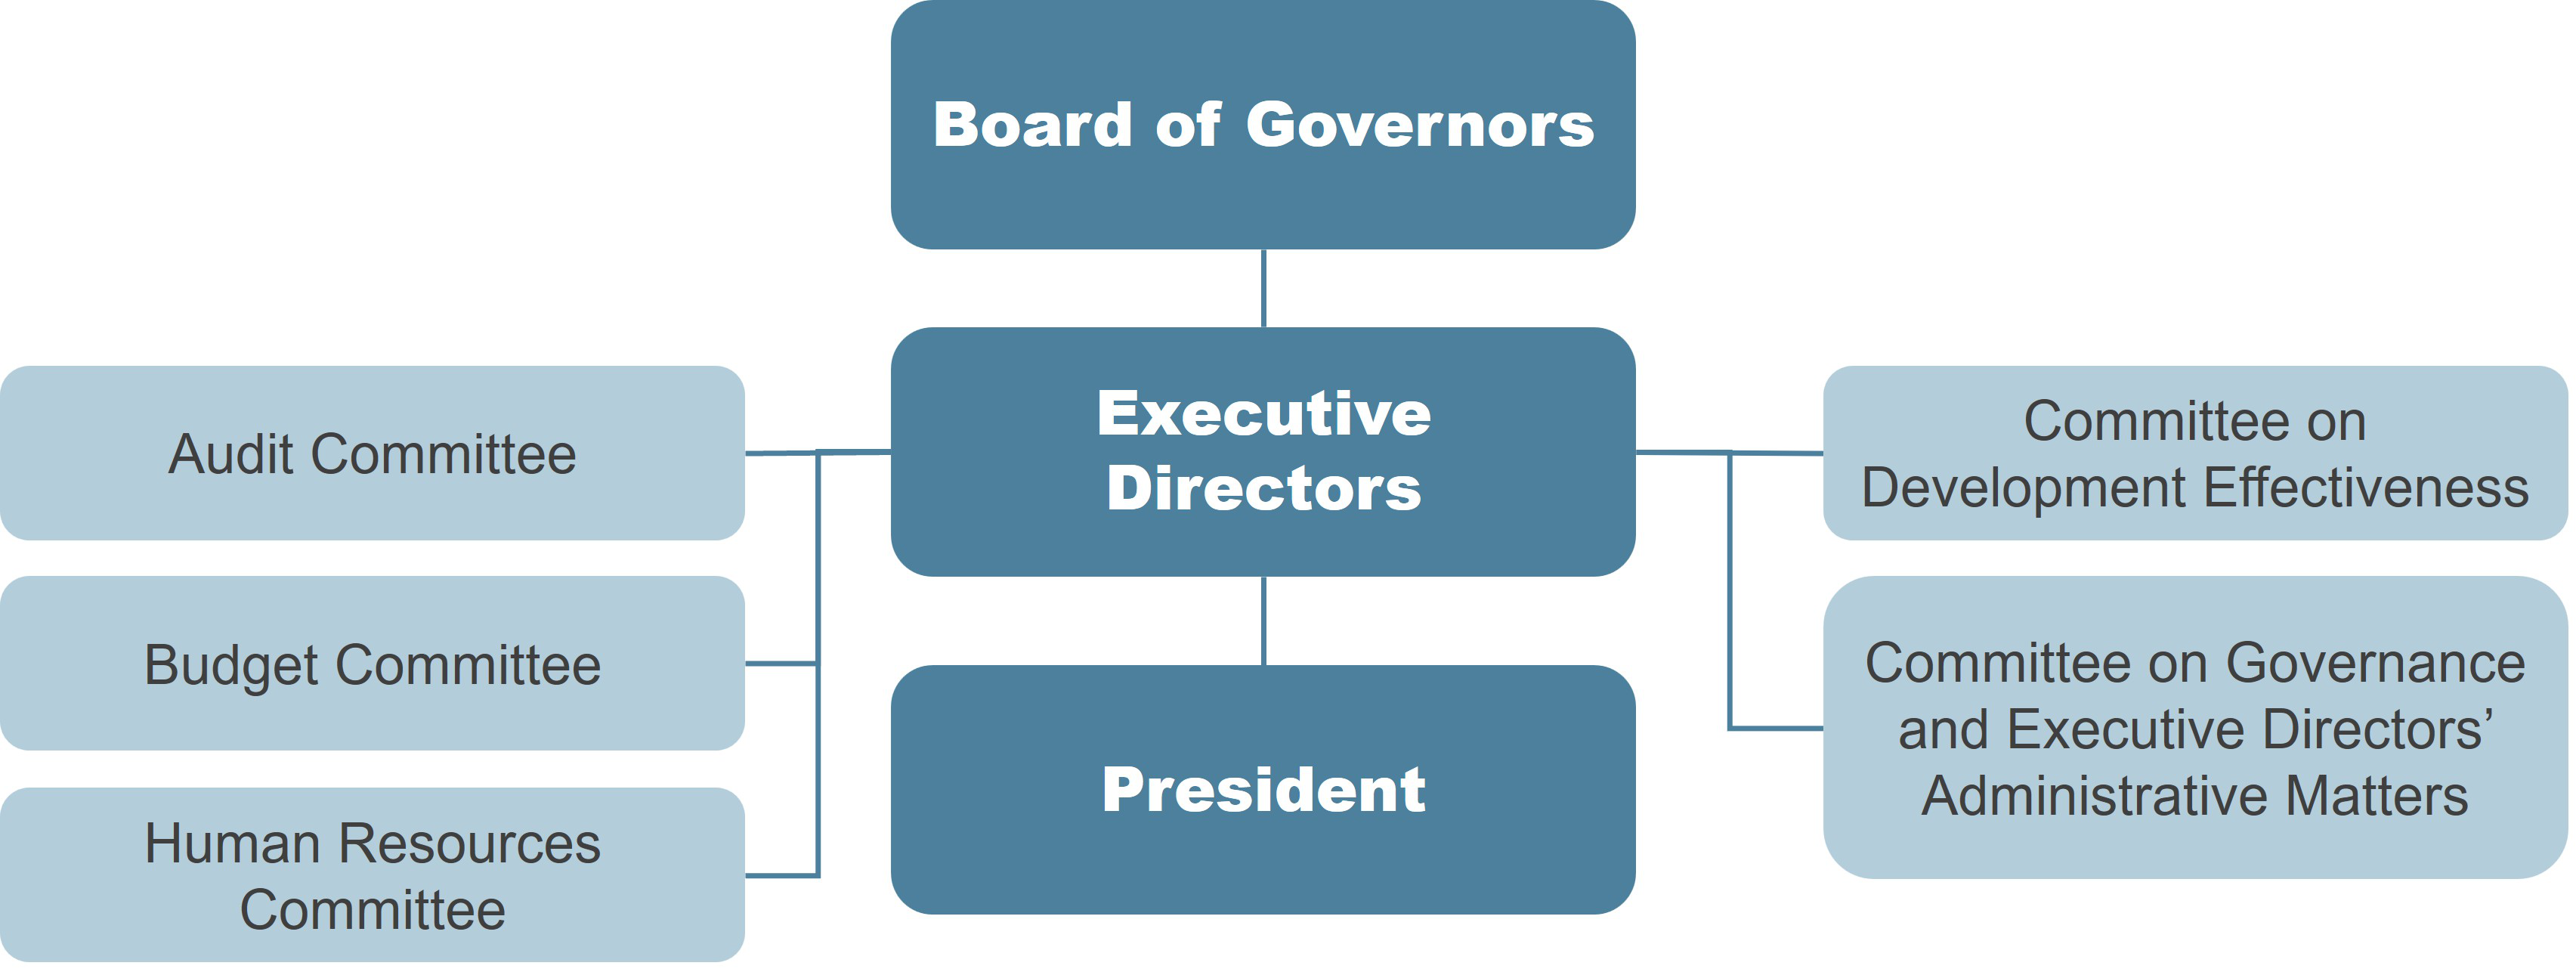 Board of Governors
Executive
Directors
President
Audit Committee
Budget Committee
Human Resources
Committee
Committee on
Development Effectiveness
Committee on Governance
and Executive Directors’
Administrative Matters